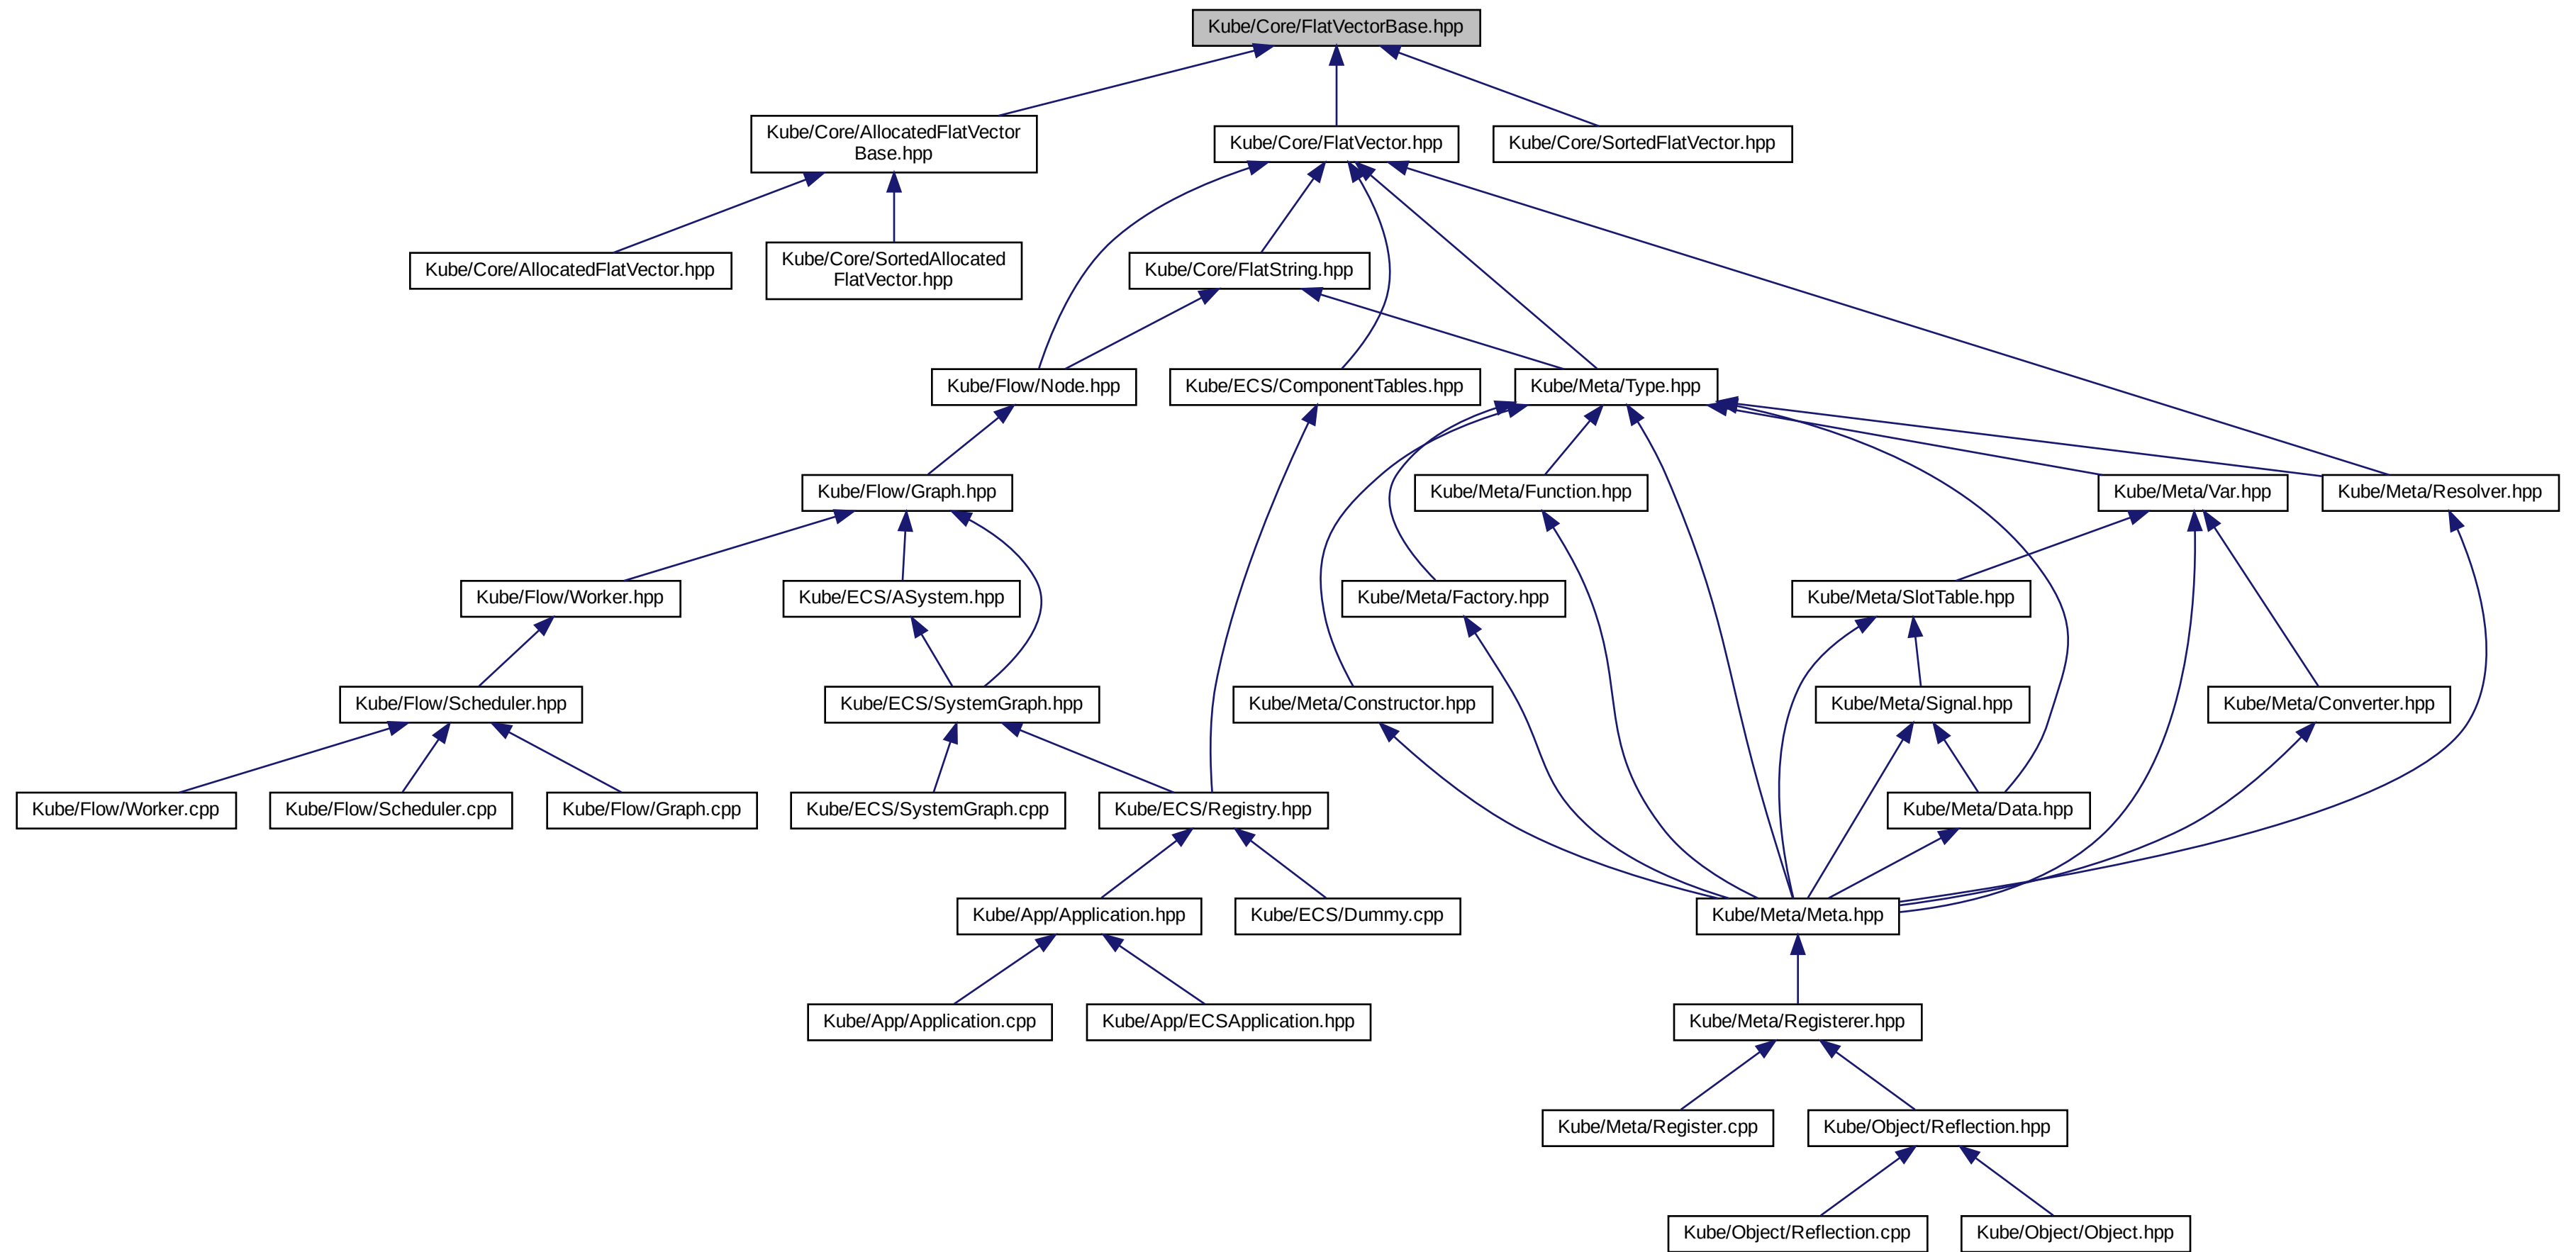 Kube/Core/FlatVectorBase.hpp
Kube/Core/AllocatedFlatVector
Base.hpp
Kube/Core/FlatVector.hpp
Kube/Core/SortedFlatVector.hpp
Kube/Core/AllocatedFlatVector.hpp
Kube/Core/SortedAllocated
FlatVector.hpp
Kube/Core/FlatString.hpp
Kube/Flow/Node.hpp
Kube/ECS/ComponentTables.hpp
Kube/Meta/Type.hpp
Kube/Flow/Graph.hpp
Kube/Meta/Function.hpp
Kube/Meta/Var.hpp
Kube/Meta/Resolver.hpp
Kube/Flow/Worker.hpp
Kube/ECS/ASystem.hpp
Kube/Meta/Factory.hpp
Kube/Meta/SlotTable.hpp
Kube/Flow/Scheduler.hpp
Kube/ECS/SystemGraph.hpp
Kube/Meta/Constructor.hpp
Kube/Meta/Signal.hpp
Kube/Meta/Converter.hpp
Kube/Flow/Worker.cpp
Kube/Flow/Scheduler.cpp
Kube/Flow/Graph.cpp
Kube/ECS/SystemGraph.cpp
Kube/ECS/Registry.hpp
Kube/Meta/Data.hpp
Kube/App/Application.hpp
Kube/ECS/Dummy.cpp
Kube/Meta/Meta.hpp
Kube/App/Application.cpp
Kube/App/ECSApplication.hpp
Kube/Meta/Registerer.hpp
Kube/Meta/Register.cpp
Kube/Object/Reflection.hpp
Kube/Object/Reflection.cpp
Kube/Object/Object.hpp